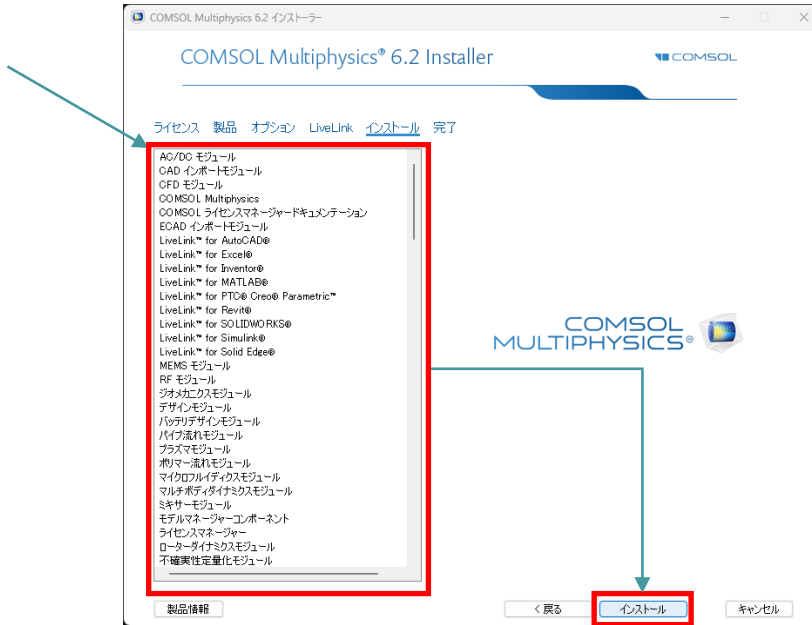 COMSOL Multiphysics 6.2 インストーラー
COMSOL Multiphysics® 6.2 Installer
COMSOL
ライセンス 製品 オプション LiveLink インストール 完了
AC/DC モジュール
CAD インポートモジュール
CFD モジュール
COMSOL Multiphysics
COMSOL ライセンスマネージャードキュメンテーション
ECAD インポートモジュール
LiveLink™ for AutoCAD®
LiveLink™ for Excel®
LiveLink™ for Inventor®
LiveLink™ for MATLAB®
LiveLink™ for PTC® Creo® Parametric™
LiveLink™ for Revit®
LiveLink™ for SOLIDWORKS®
LiveLink™ for Simulink®
LiveLink™ for Solid Edge®
MEMS モジュール
RF モジュール
ジオメカニクスモジュール
デザインモジュール
バッテリデザインモジュール
パイプ流れモジュール
プラズマモジュール
ポリマー流れモジュール
マイクロフルイディクスモジュール
マルチボディダイナミクスモジュール
ミキサーモジュール
モデルマネージャーコンポーネント
ライセンスマネージャー
ローターダイナミクスモジュール
不確実性定量化モジュール
COMSOL
MULTIPHYSICS®
製品情報
< 戻る
インストール
キャンセル